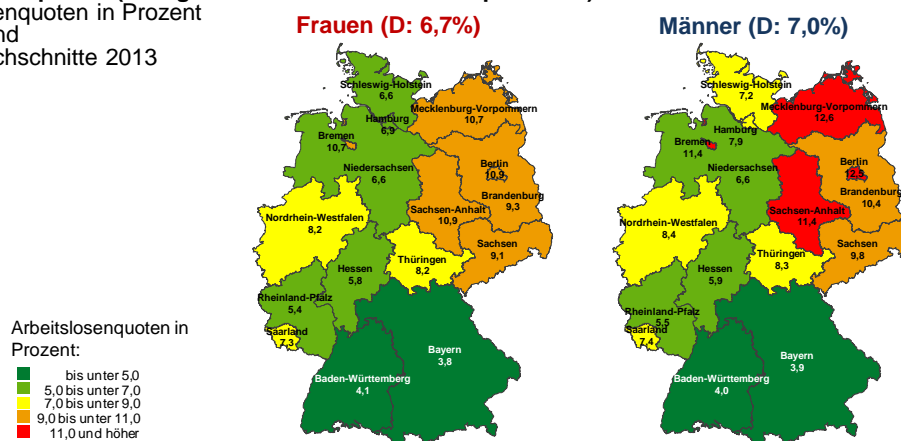 enquoten in Prozent
nd
chschnitte 2013
Frauen (D: 6,7%)
Schleswig-Holstein
6,6
Mecklenburg-Vorpommern
10,7
Hamburg
6,9
Bremen
10,7
Niedersachsen
6,6
Berlin
10,9
Brandenburg
9,3
Sachsen-Anhalt
10,9
Nordrhein-Westfalen
8,2
Sachsen
9,1
Thüringen
8,2
Hessen
5,8
Rheinland-Pfalz
5,4
Saarland
7,3
Bayern
3,8
Baden-Württemberg
4,1
Männer (D: 7,0%)
Schleswig-Holstein
7,2
Mecklenburg-Vorpommern
12,6
Hamburg
7,9
Bremen
11,4
Niedersachsen
6,6
Berlin
Brandenburg
10,4
Sachsen-Anhalt
11,4
Nordrhein-Westfalen
8,4
Sachsen
9,8
Thüringen
8,3
Hessen
5,9
Rheinland-Pfalz
5,5
Saarland
7,4
Bayern
3,9
Baden-Württemberg
4,0
Arbeitslosenquoten in
Prozent:
bis unter 5,0
5,0 bis unter 7,0
7,0 bis unter 9,0
9,0 bis unter 11,0
11,0 und höher